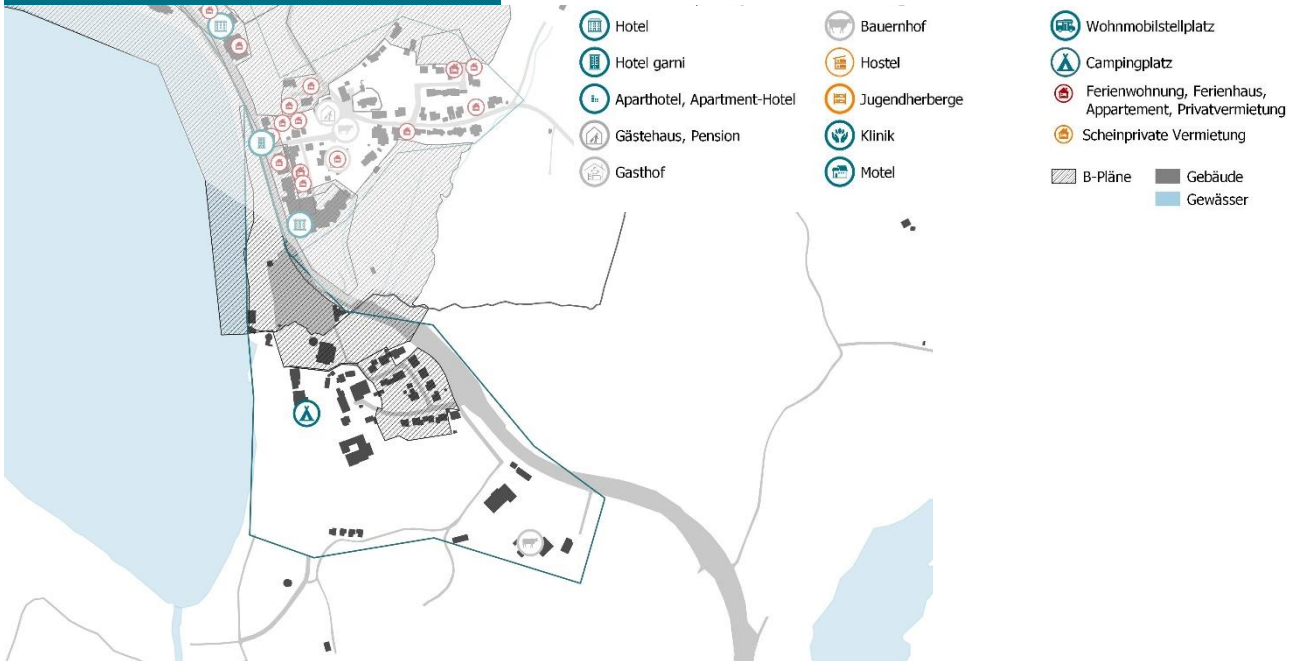 Hotel
Hotel garni
Aparthotel, Apartment-Hotel
Gästehaus, Pension
Gasthof
Bauernhof
Hostel
Jugendherberge
Klinik
Motel
Wohnmobilstellplatz
Campingplatz
Ferienwohnung, Ferienhaus,
Appartement, Privatvermietung
Scheinprivate Vermietung
B-Pläne
Gebäude
Gewässer